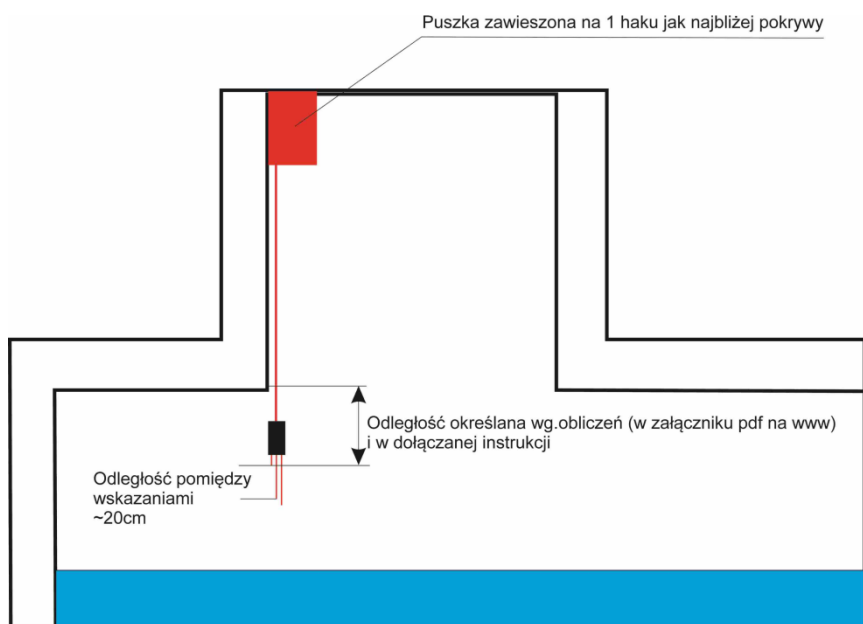 Puszka zawieszona na 1 haku jak najbliżej pokrywy
Odległość określana wg.obliczeń (w załączniku pdf na www)
i w dołączanej instrukcji
Odległość pomiędzy
wskazaniami
~20cm